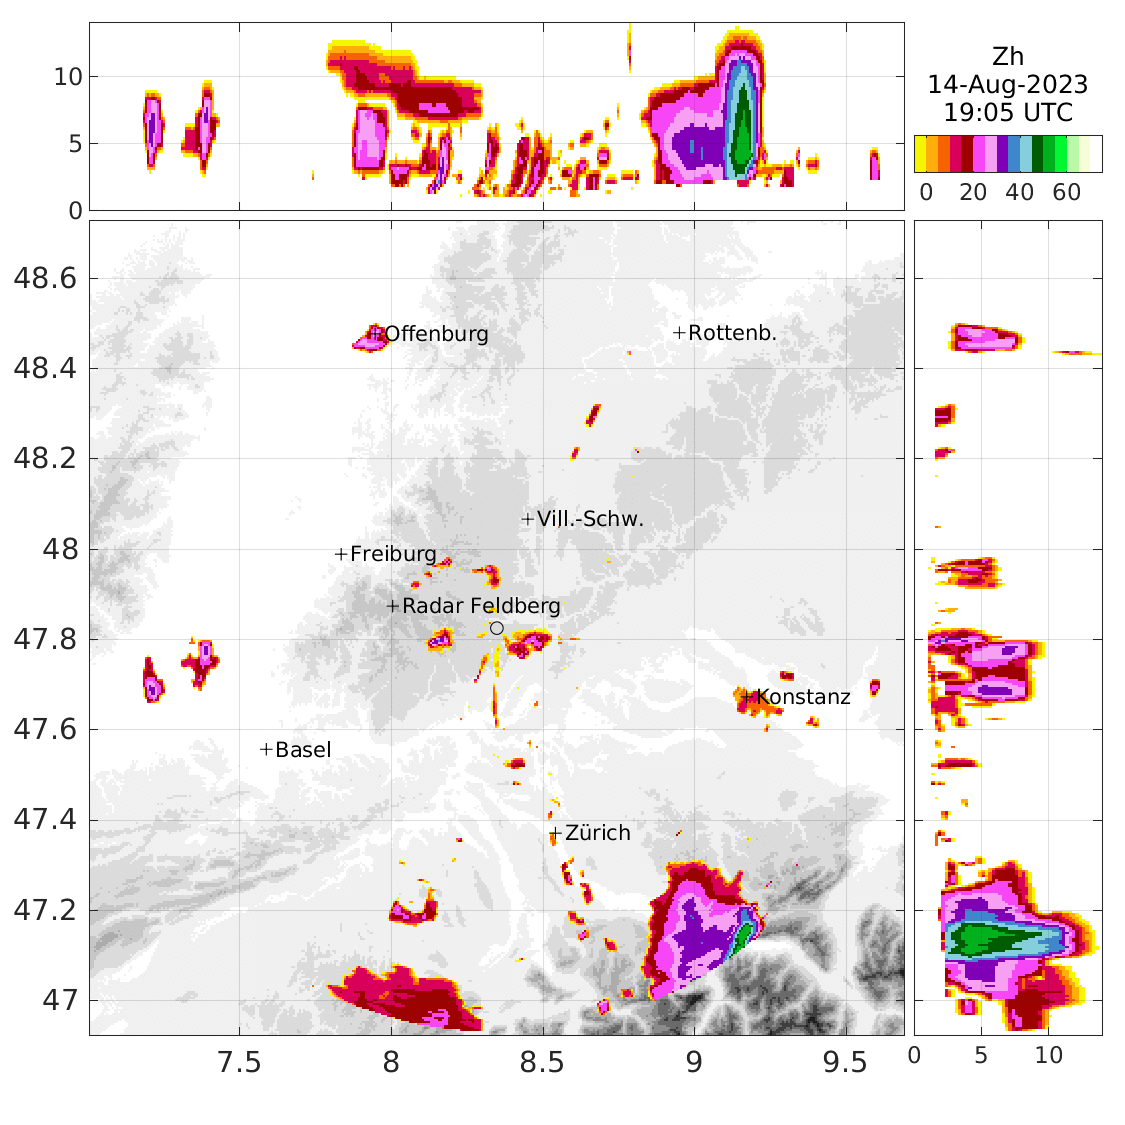 10
5
0
Zh
14-Aug-2023
19:05 UTC
0 20 40 60
48.6
48.4
48.2
48
47.8
47.6
47.4
47.2
47
Offenburg
Rottenb.
Vill.-Schw.
Freiburg
Radar Feldberg
Konstanz
Basel
Zürich
7.5 8 8.5 9 9.5
0 5 10